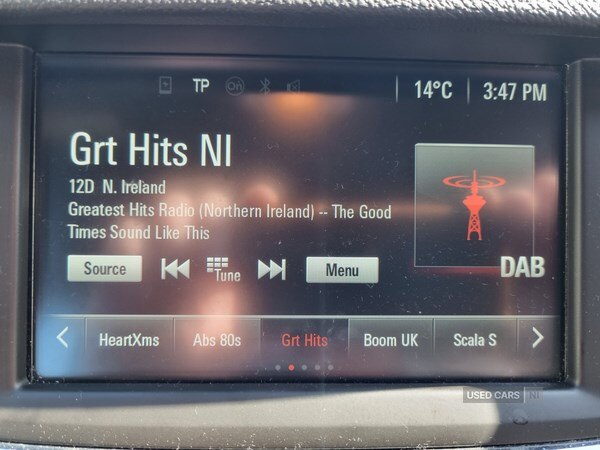 TP
14°C
3:47 PM
Grt Hits NI
12D N. Ireland
Greatest Hits Radio (Northern Ireland) -- The Good
Times Sound Like This
Source
Tune
Menu
DAB
HeartXms
Abs 80s
Grt Hits
Boom UK
Scala S
USED CARS NI